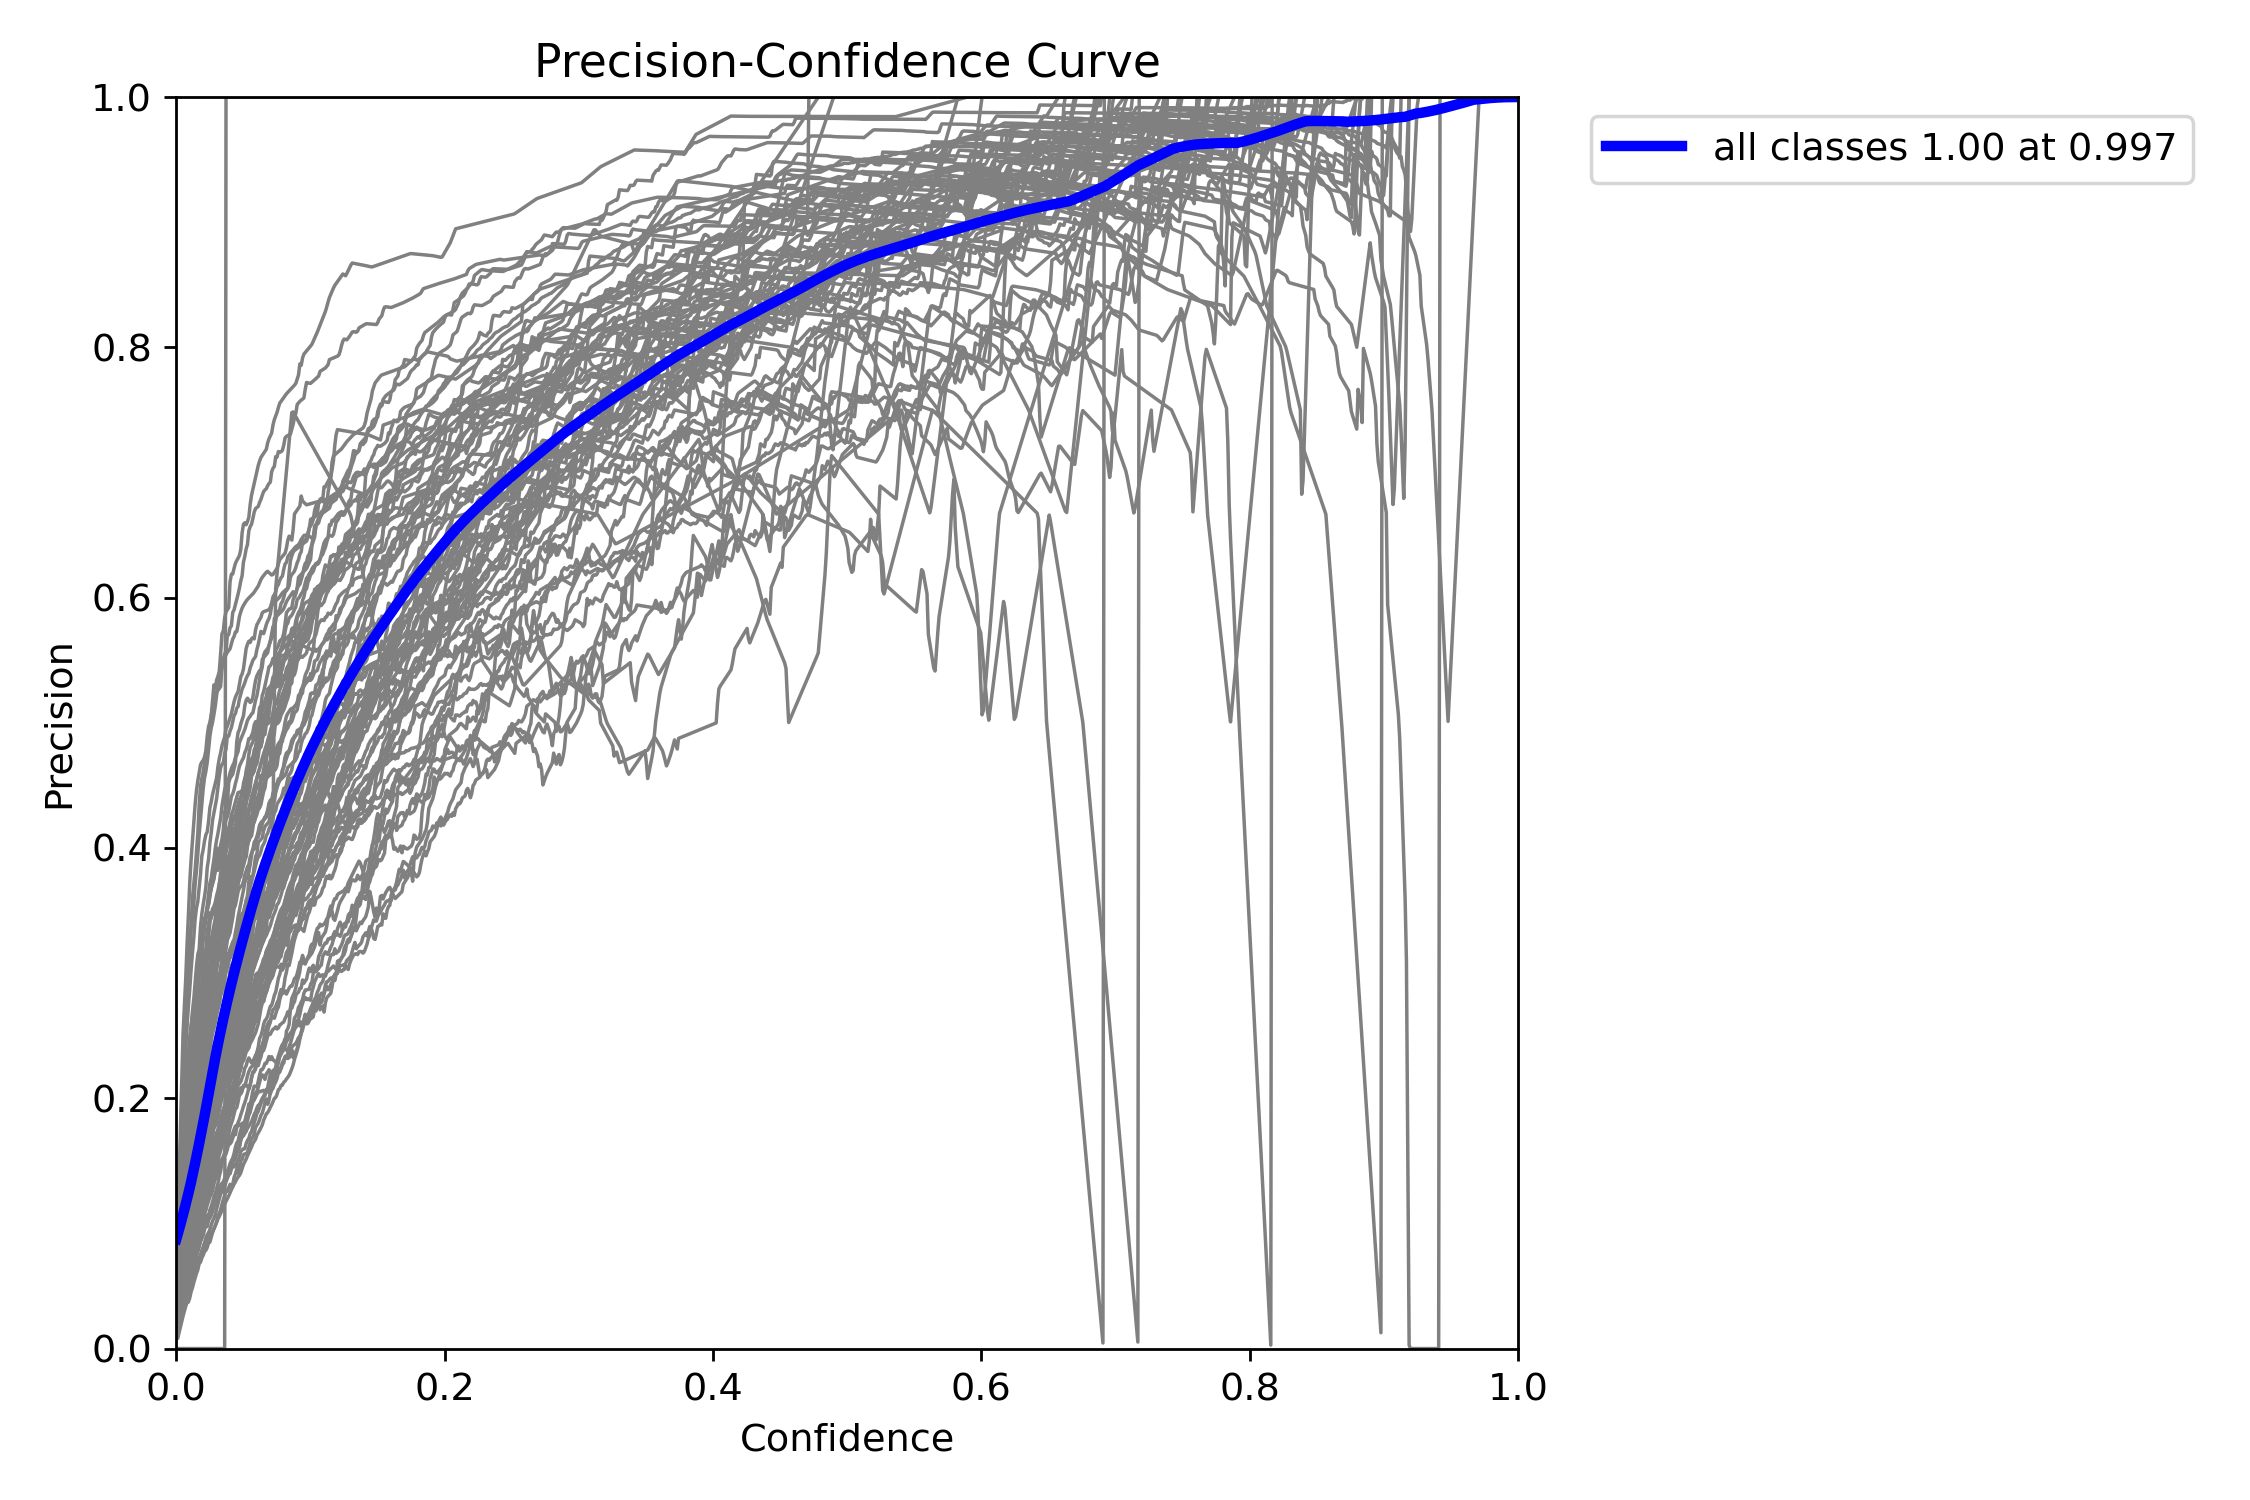 Precision-Confidence Curve
1.0
0.8
0.6
0.4
0.2
0.0
Precision
0.0 0.2 0.4 0.6 0.8 1.0
Confidence
all classes 1.00 at 0.997